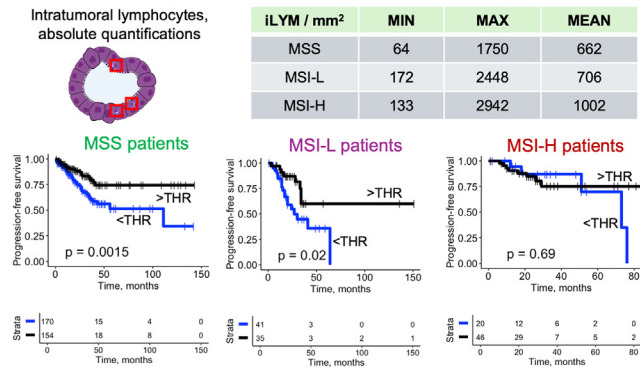 Intratumoral lymphocytes,
absolute quantifications
iLYM / mm² MIN MAX MEAN
MSS 64 1750 662
MSI-L 172 2448 706
MSI-H 133 2942 1002
MSS patients
Progression-free survival
1.00
0.75
0.50
0.25
0.00
>THR
<THR
p = 0.0015
0 50 100 150
Time, months
Strata
170 15 4 0
154 18 8 0
0 50 100 150
Time, months
MSI-L patients
Progression-free survival
1.00
0.75
0.50
0.25
0.00
>THR
<THR
p = 0.02
0 50 100 150
Time, months
Strata
41 3 0 0
35 3 2 1
0 50 100 150
Time, months
MSI-H patients
Progression-free survival
1.00
0.75
0.50
0.25
0.00
>THR
<THR
p = 0.69
0 20 40 60 80
Time, months
Strata
20 12 6 2 0
46 29 7 5 2
0 20 40 60 80
Time, months